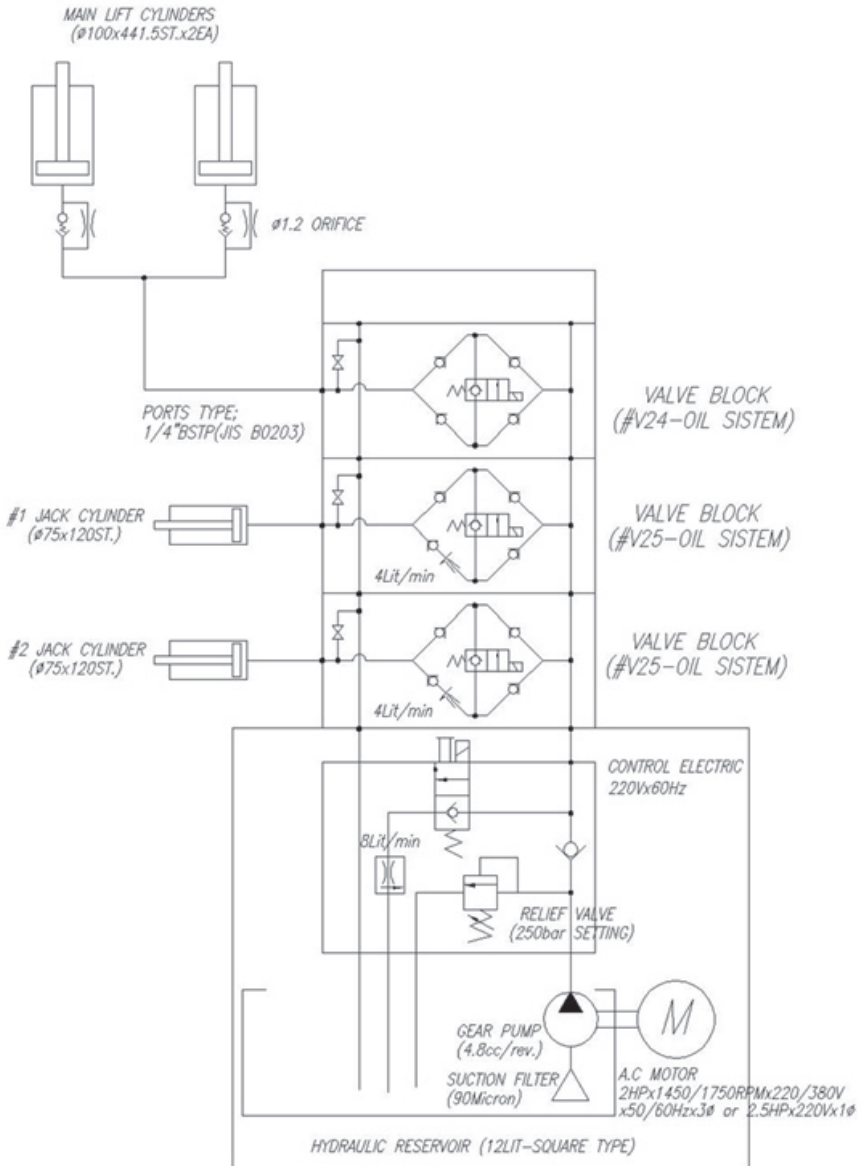 MAIN LIFT CYLINDERS
(ø100x441.5ST.x2EA)
ø1.2 ORIFICE
PORTS TYPE;
1/4"BSTP(JIS B0203)
VALVE BLOCK
(#V24-OIL SISTEM)
#1 JACK CYLINDER
(ø75x120ST.)
4Lit/min
VALVE BLOCK
(#V25-OIL SISTEM)
#2 JACK CYLINDER
(ø75x120ST.)
4Lit/min
VALVE BLOCK
(#V25-OIL SISTEM)
CONTROL ELECTRIC
220Vx60Hz
8Lit/min
RELIEF VALVE
(250bar SETTING)
GEAR PUMP
(4.8cc/rev.)
M
SUCTION FILTER
(90Micron)
A.C MOTOR
2HPx1450/1750RPMx220/380V
x50/60Hzx3ø or 2.5HPx220Vx1ø
HYDRAULIC RESERVOIR (12LIT-SQUARE TYPE)